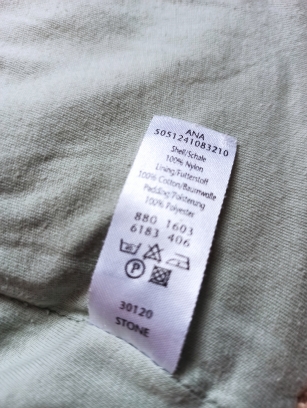 ANA
5051241083210
Shell/Schale
100% Nylon
Lining/Futterstoff
100% Cotton/Baumwolle
Padding/Polsterung
100% Polyester
880 1603
6183 406
P
30120
STONE